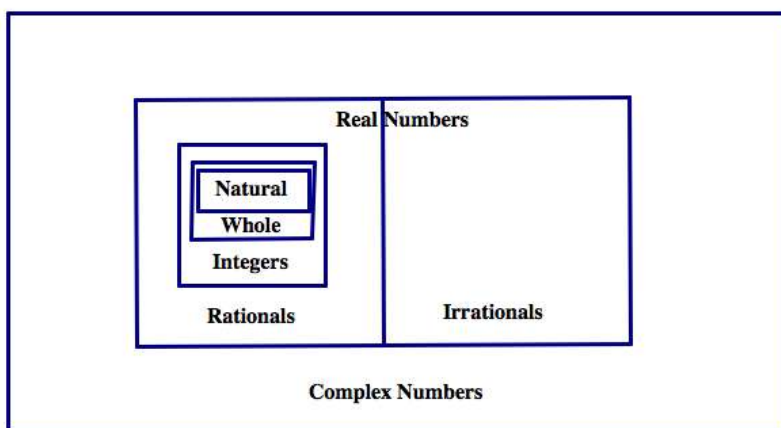 Real Numbers
Natural
Whole
Integers
Rationals
Irrationals
Complex Numbers